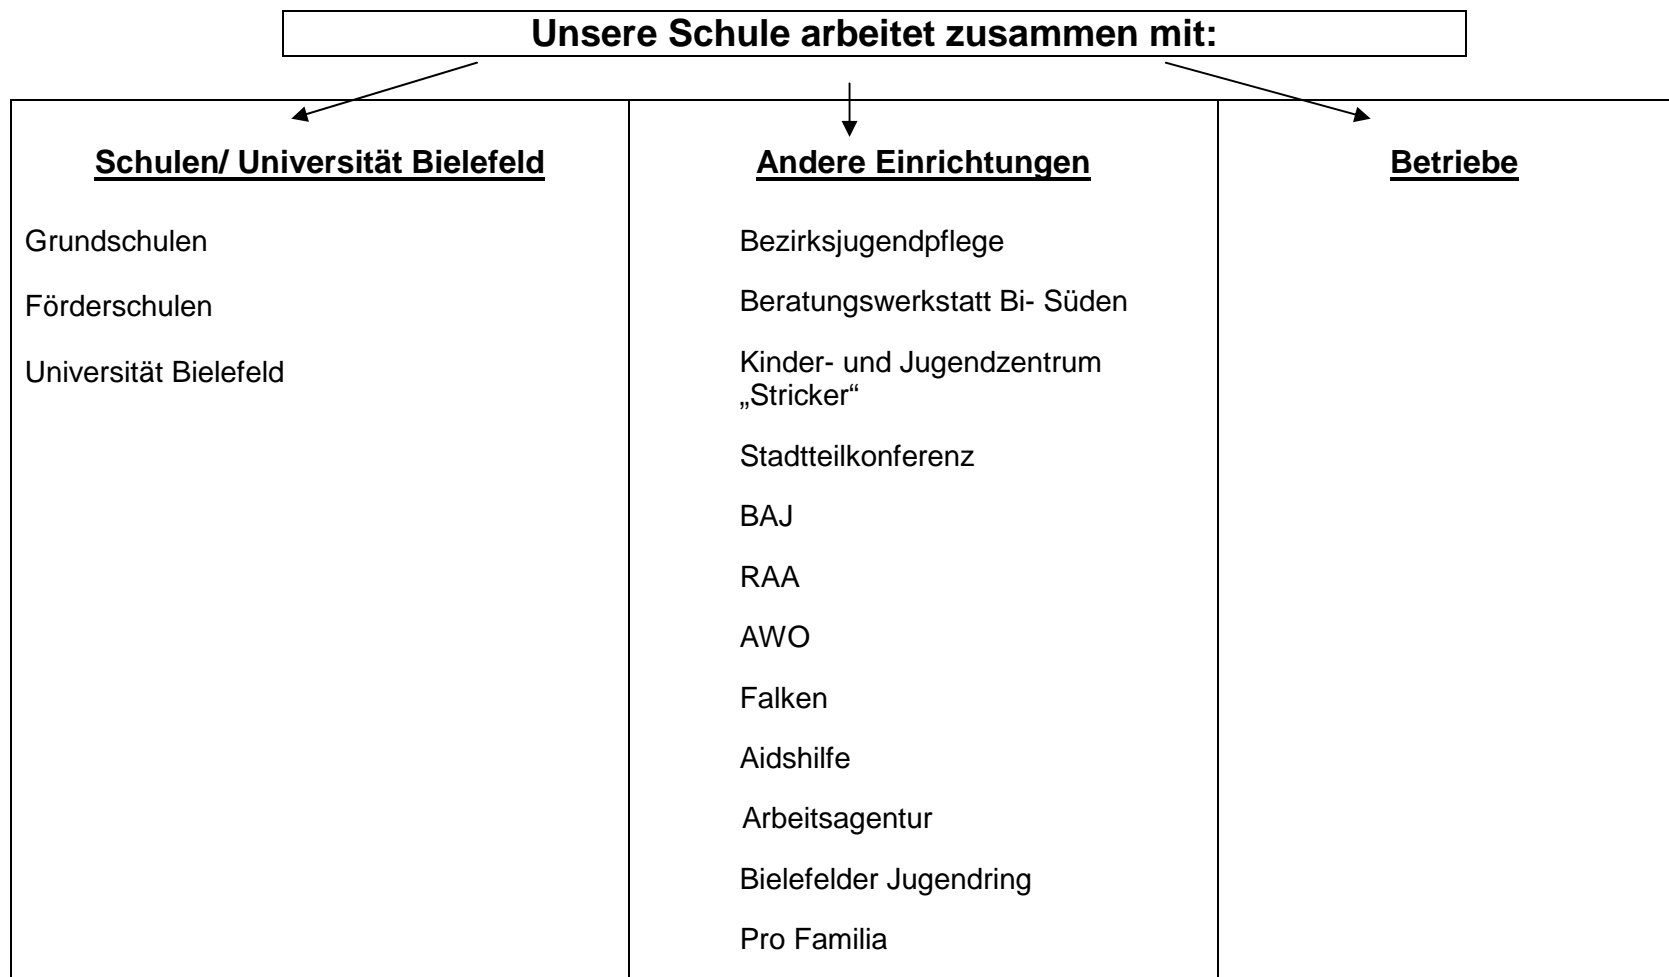 Unsere Schule arbeitet zusammen mit:
Schulen/ Universität Bielefeld
Grundschulen
Förderschulen
Universität Bielefeld
Andere Einrichtungen
Bezirksjugendpflege
Beratungswerkstatt Bi- Süden
Kinder- und Jugendzentrum
„Stricker“
Stadtteilkonferenz
BAJ
RAA
AWO
Falken
Aidshilfe
Arbeitsagentur
Bielefelder Jugendring
Pro Familia
Betriebe